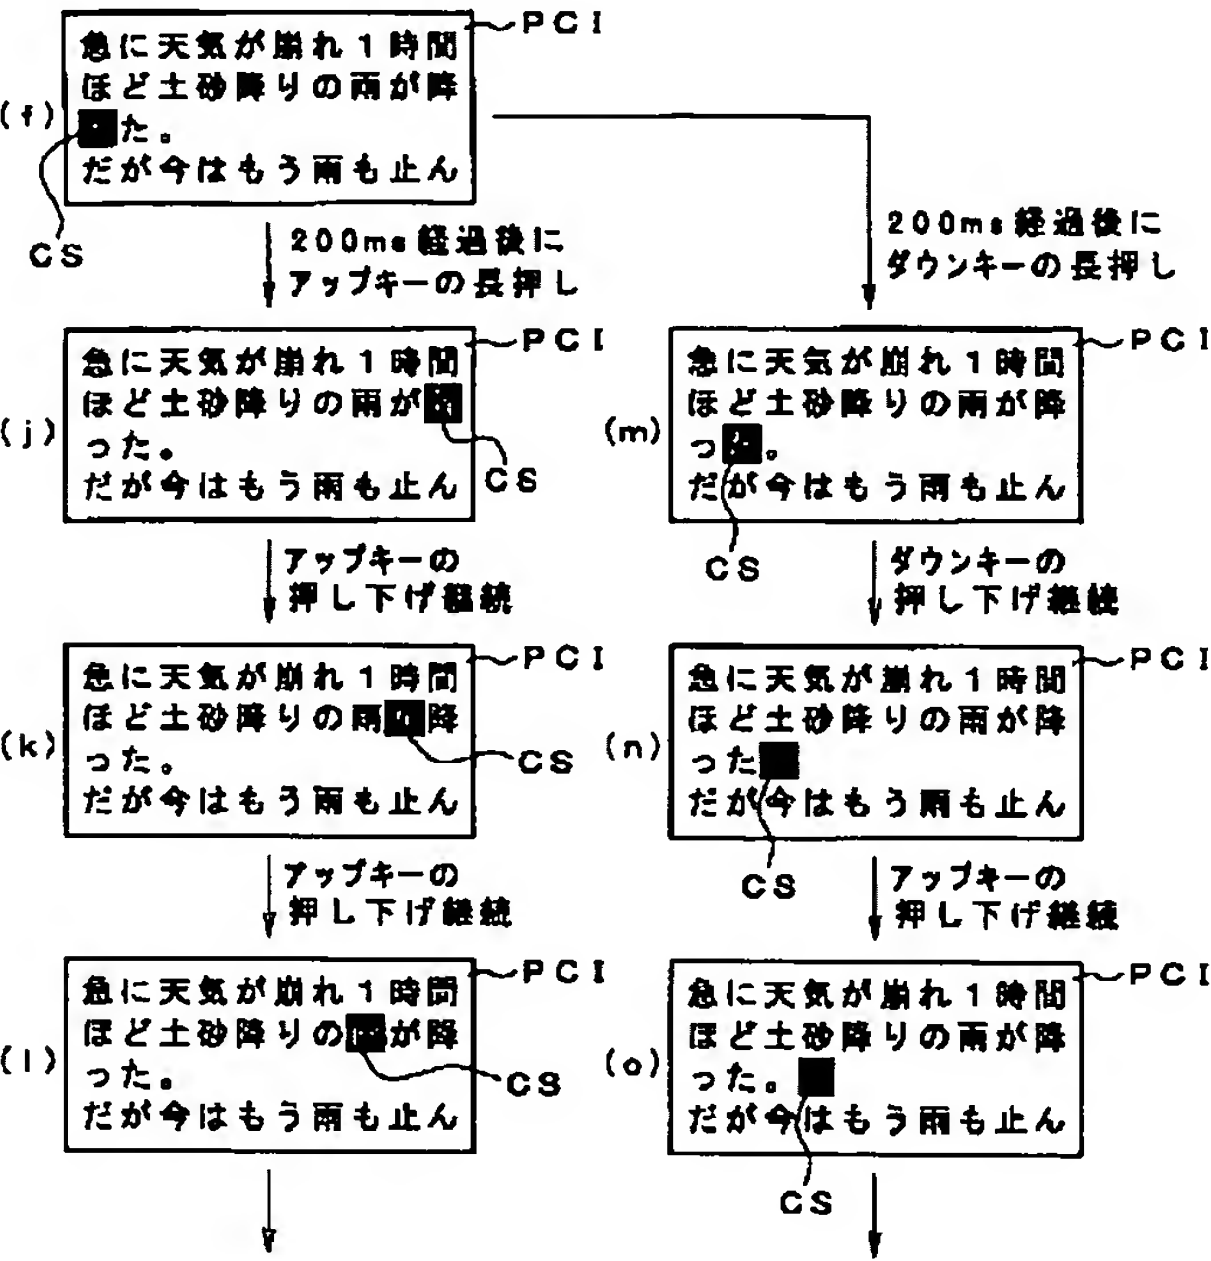 PCI
急に天気が崩れ1時間
ほど土砂降りの雨が降
(f)
った。
だが今はもう雨も止ん
CS
200ms経過後に
アップキーの長押し
200ms経過後に
ダウンキーの長押し
PCI
急に天気が崩れ1時間
ほど土砂降りの雨が降
(j)
った。
だが今はもう雨も止ん
CS
アップキーの
押し下げ継続
PCI
急に天気が崩れ1時間
ほど土砂降りの雨が降
(k)
った。
だが今はもう雨も止ん
CS
アップキーの
押し下げ継続
PCI
急に天気が崩れ1時間
ほど土砂降りの雨が降
(l)
った。
だが今はもう雨も止ん
CS
PCI
急に天気が崩れ1時間
ほど土砂降りの雨が降
(m)
った。
だが今はもう雨も止ん
CS
ダウンキーの
押し下げ継続
PCI
急に天気が崩れ1時間
ほど土砂降りの雨が降
(n)
った
だが今はもう雨も止ん
CS
アップキーの
押し下げ継続
PCI
急に天気が崩れ1時間
ほど土砂降りの雨が降
(o)
った。
だが今はもう雨も止ん
CS